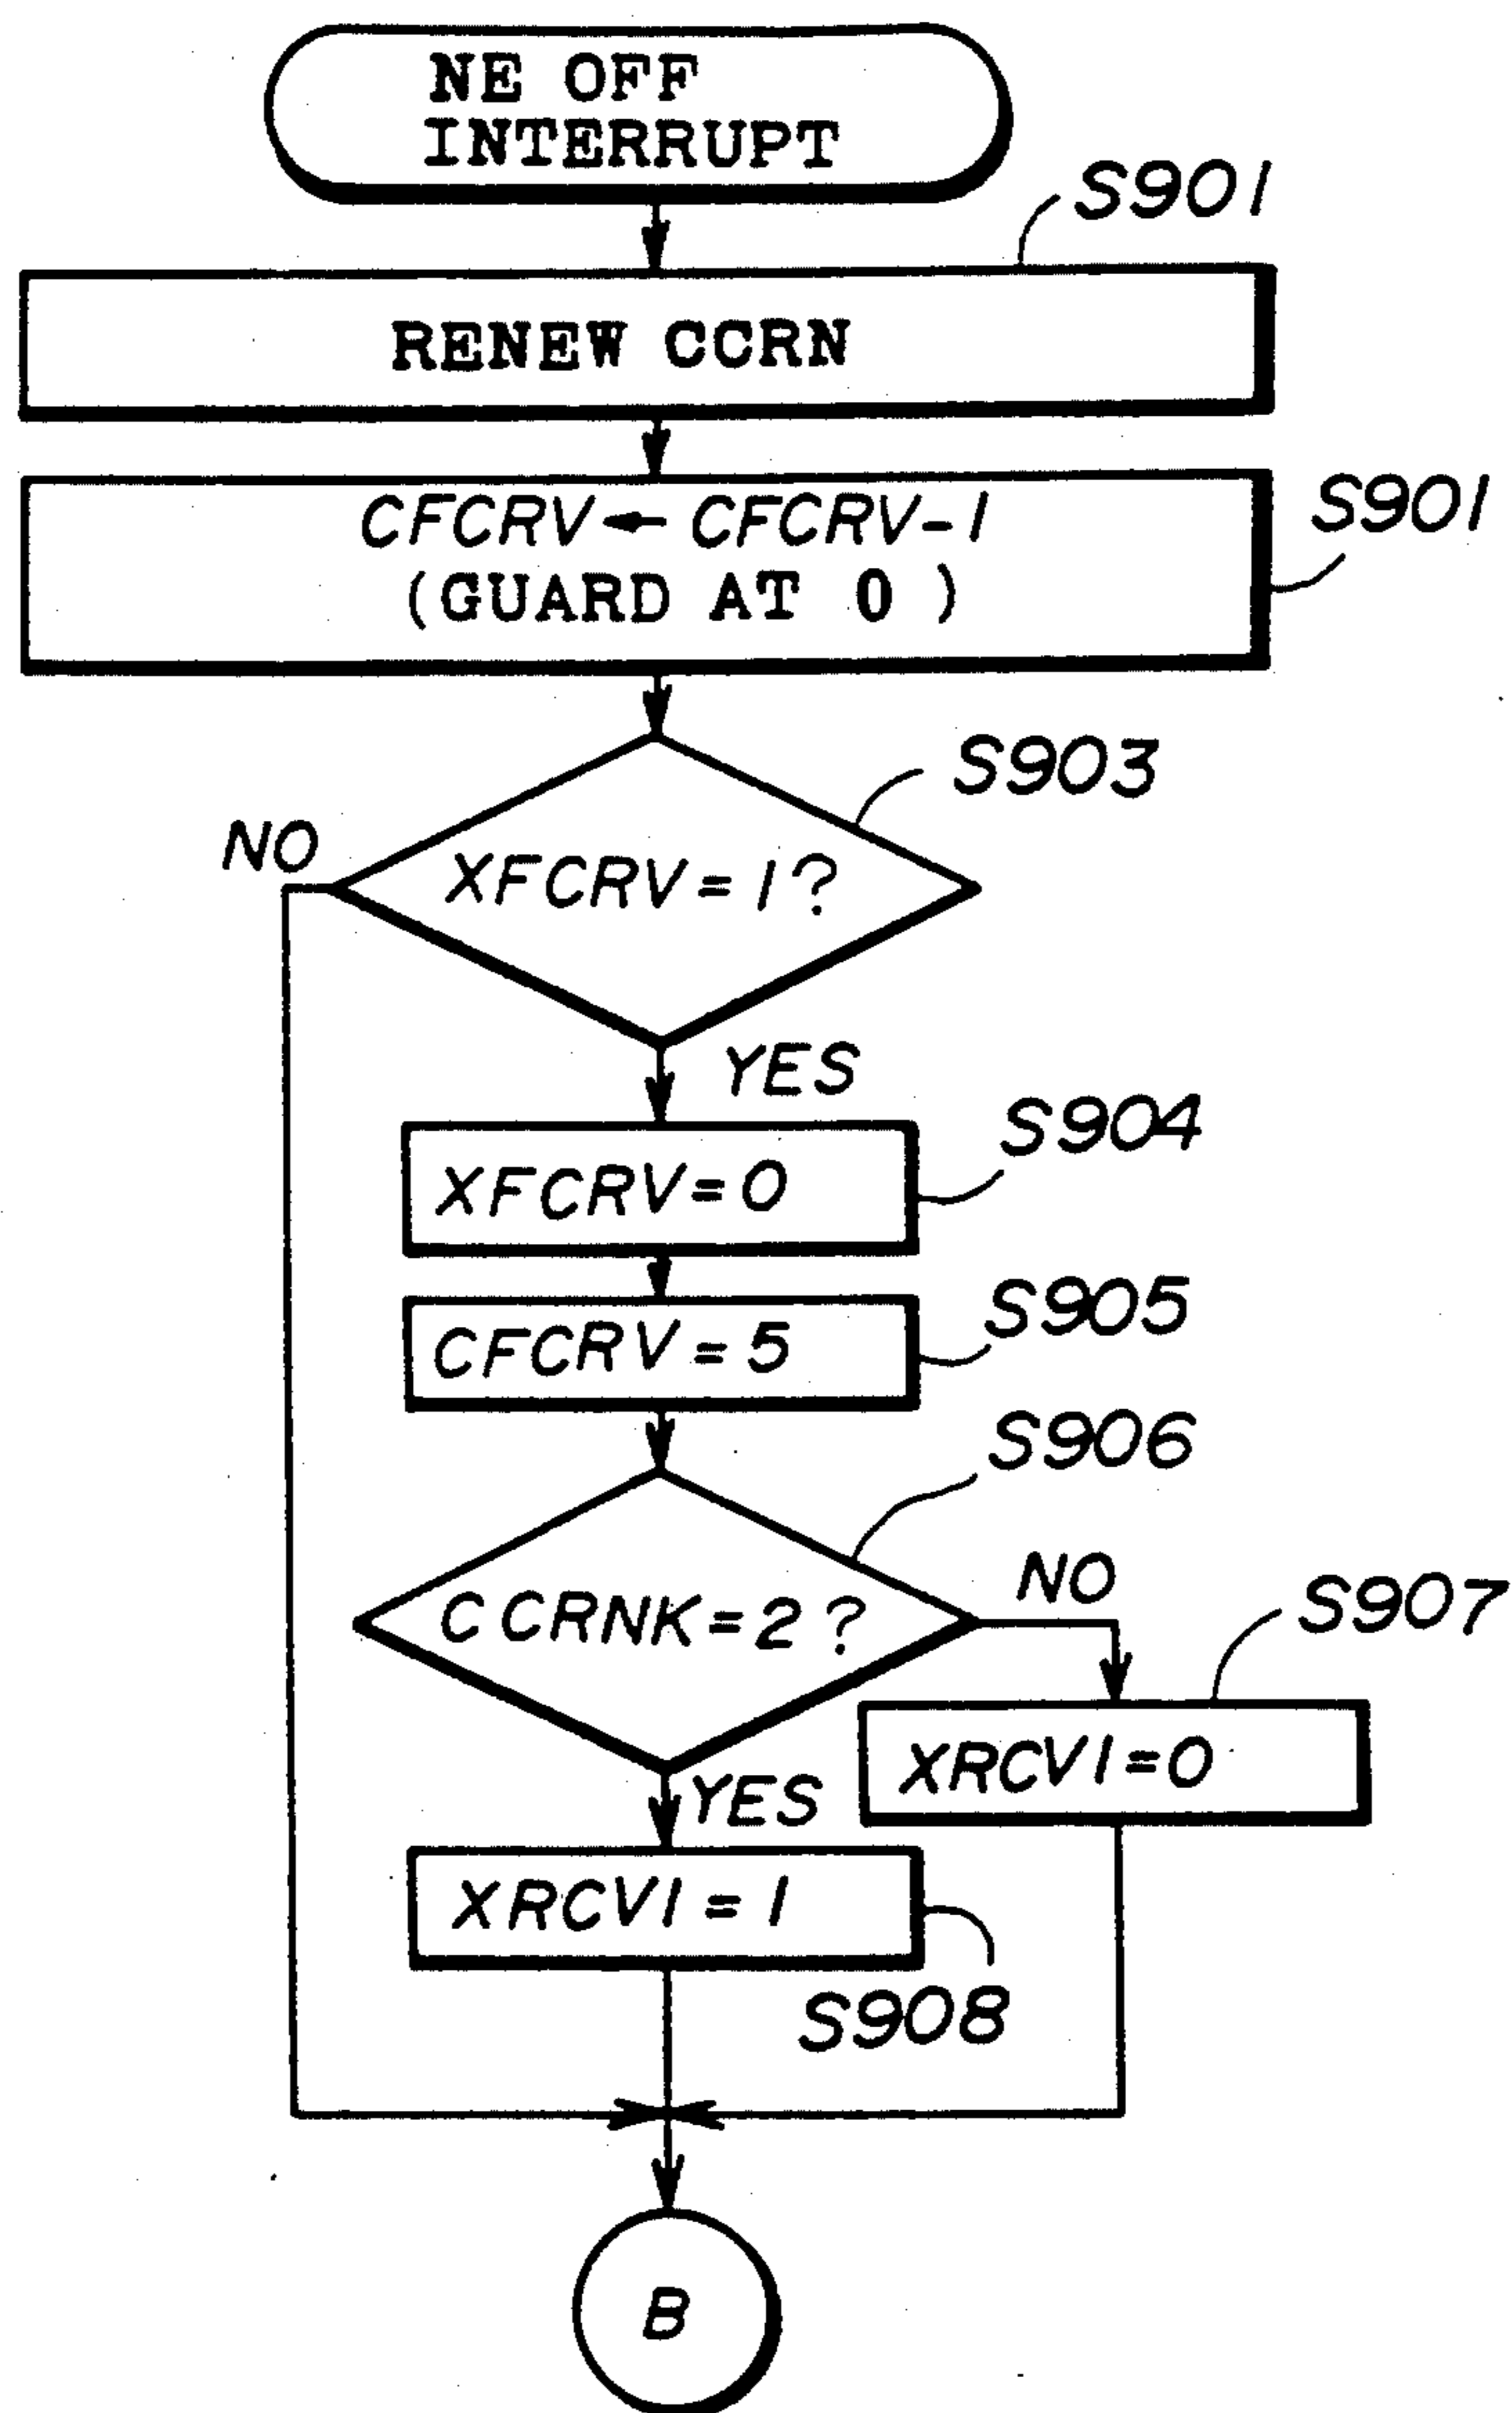 NE OFF
INTERRUPT
S901
RENEW CCRN
CFCRV ← CFCRV-1
(GUARD AT 0)
S901
S903
NO
XFCRV=1?
YES
S904
XFCRV=0
S905
CFCRV=5
S906
CCRNK=2?
NO
S907
XRCV1=0
YES
XRCV1=1
S908
B